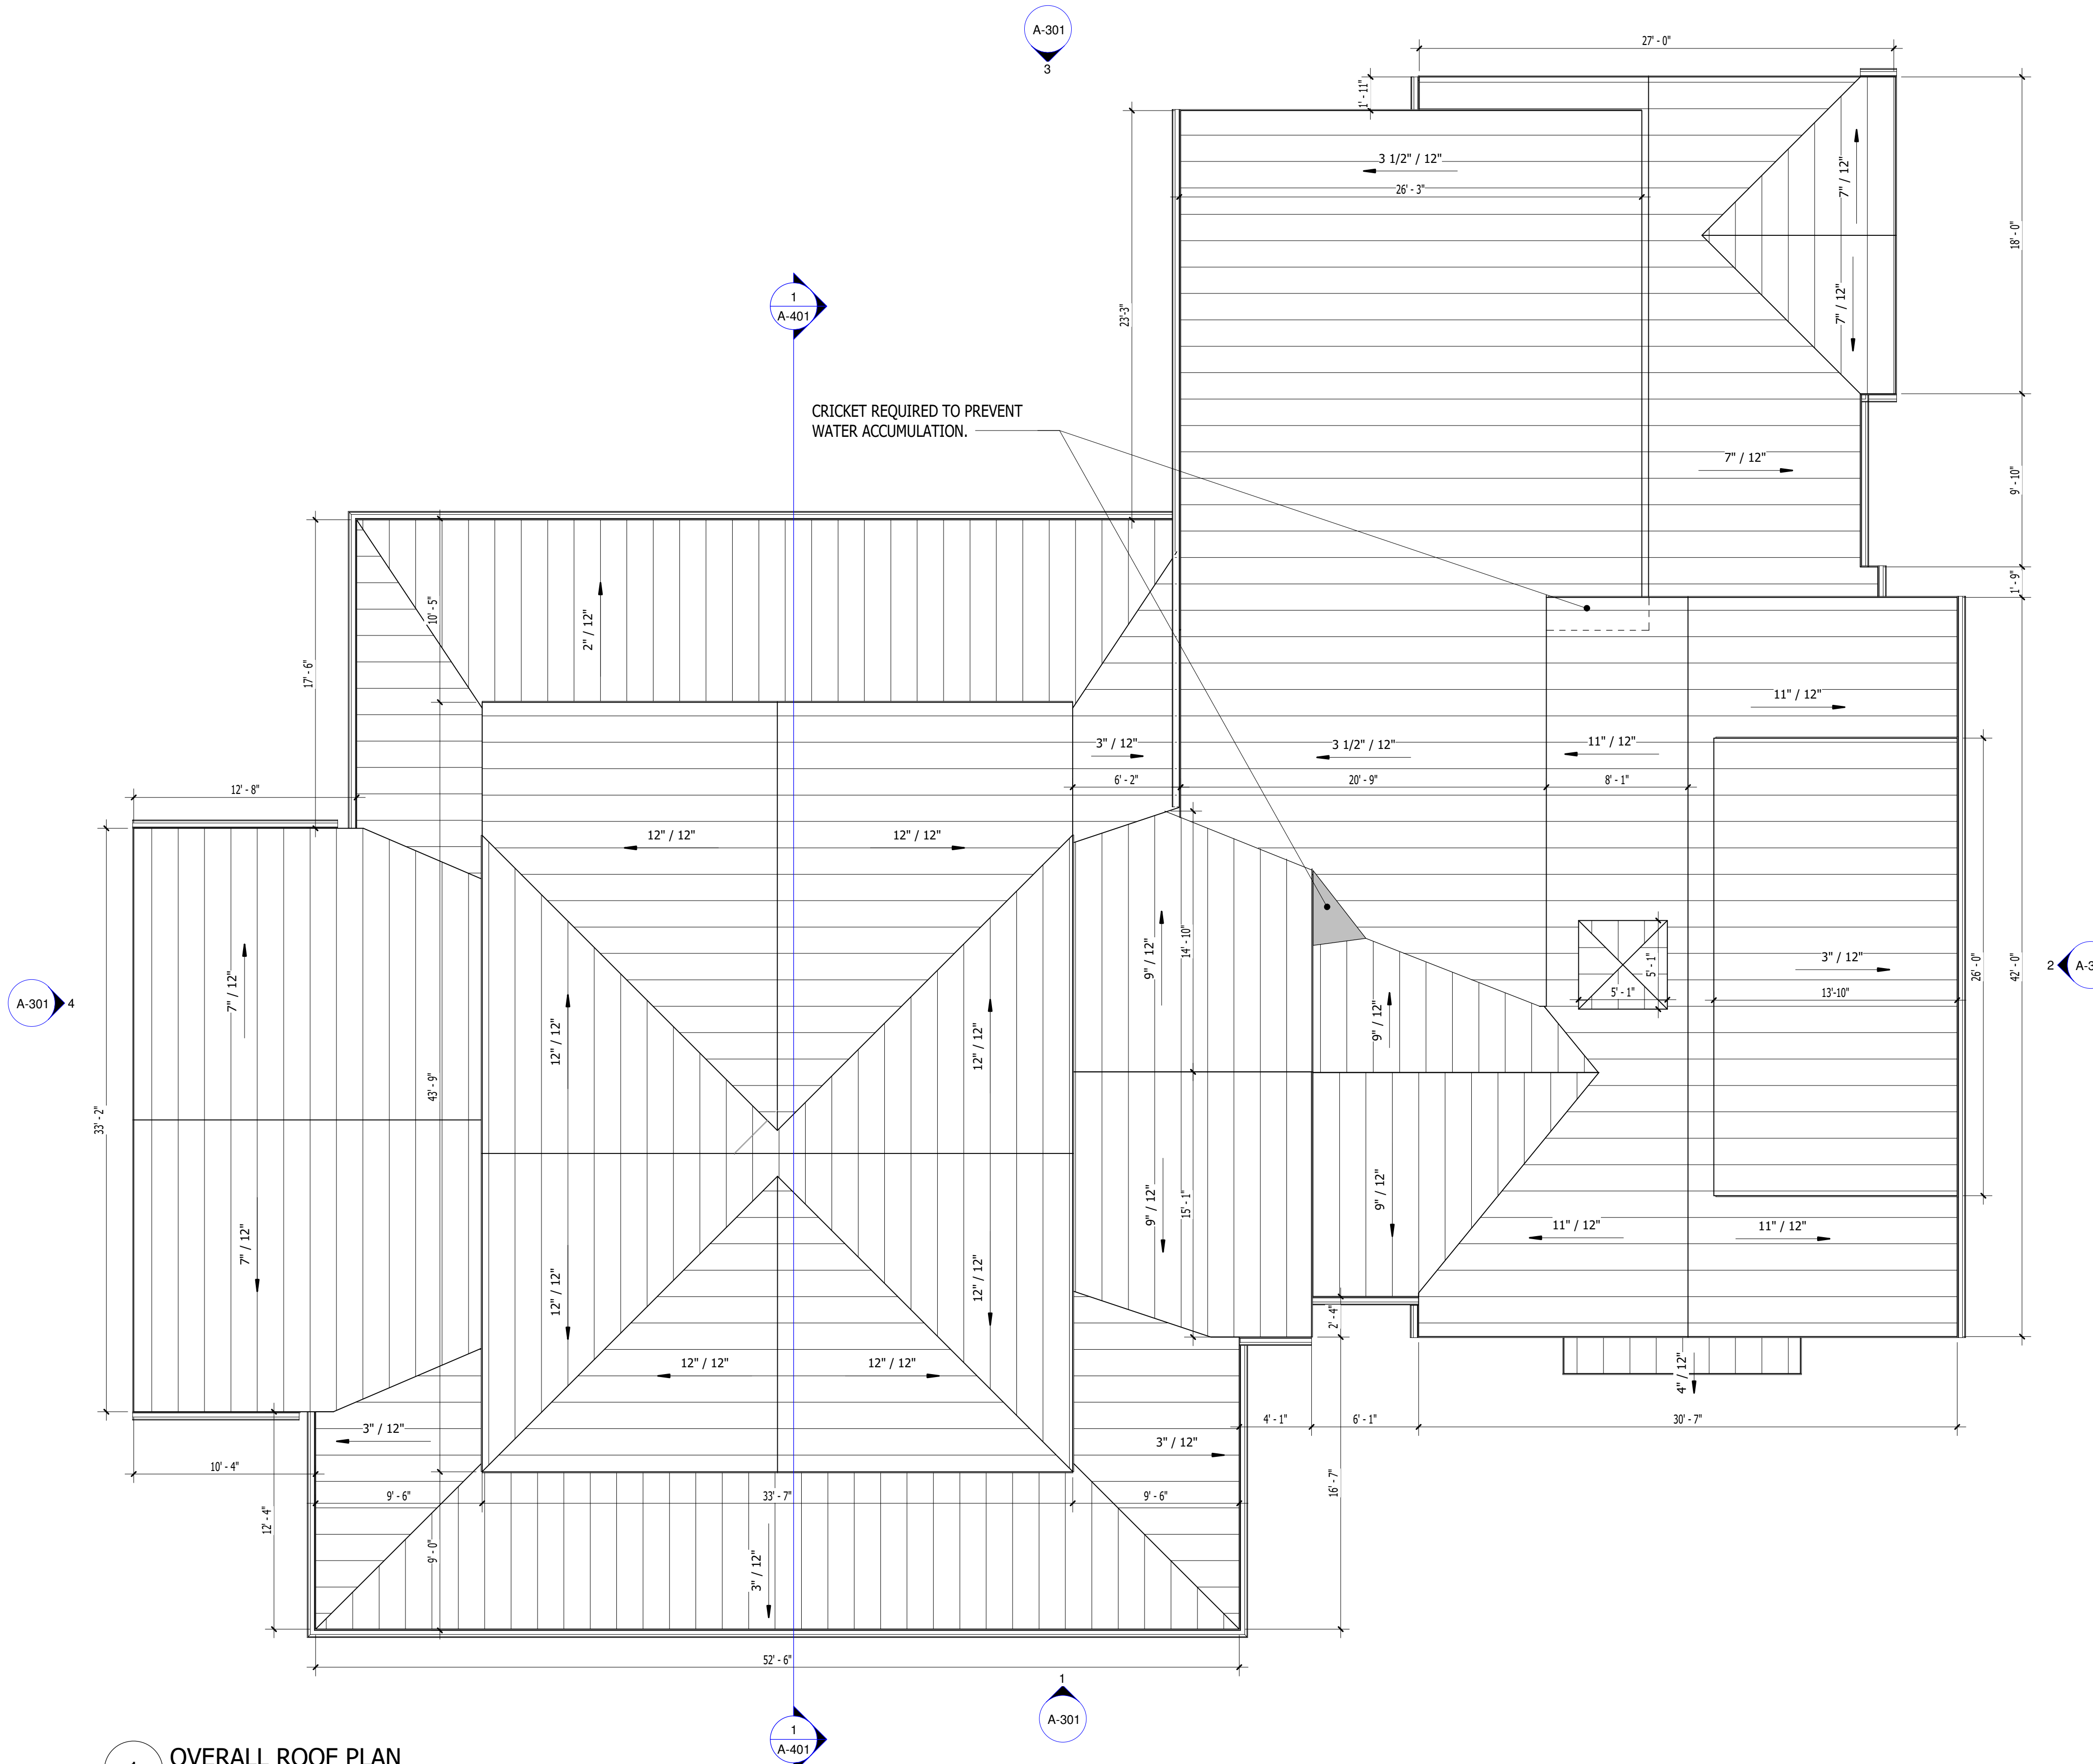 A-301
3
27' - 0"
1' - 11"
3 1/2" / 12"
26' - 3"
7" / 12"
18' - 0"
7" / 12"
23'-3"
1
A-401
CRICKET REQUIRED TO PREVENT
WATER ACCUMULATION.
7" / 12"
9' - 10"
1' - 9"
17' - 6"
10' - 5"
2" / 12"
11" / 12"
3" / 12"
3 1/2" / 12"
11" / 12"
6' - 2"
20' - 9"
8' - 1"
12' - 8"
12" / 12"
12" / 12"
14' - 10"
9" / 12"
3" / 12"
5' - 1"
5' - 1"
13'-10"
26' - 0"
42' - 0"
2
A-3
A-301
4
7" / 12"
12" / 12"
12" / 12"
9" / 12"
43' - 9"
33' - 2"
15' - 1"
9" / 12"
9" / 12"
7" / 12"
12" / 12"
12" / 12"
11" / 12"
11" / 12"
2' - 4"
12" / 12"
12" / 12"
4" / 12"
4' - 1"
6' - 1"
30' - 7"
3" / 12"
3" / 12"
10' - 4"
16' - 7"
9' - 6"
33' - 7"
9' - 6"
12' - 4"
9' - 0"
3" / 12"
52' - 6"
1
A-301
1
A-401
OVERALL ROOF PLAN